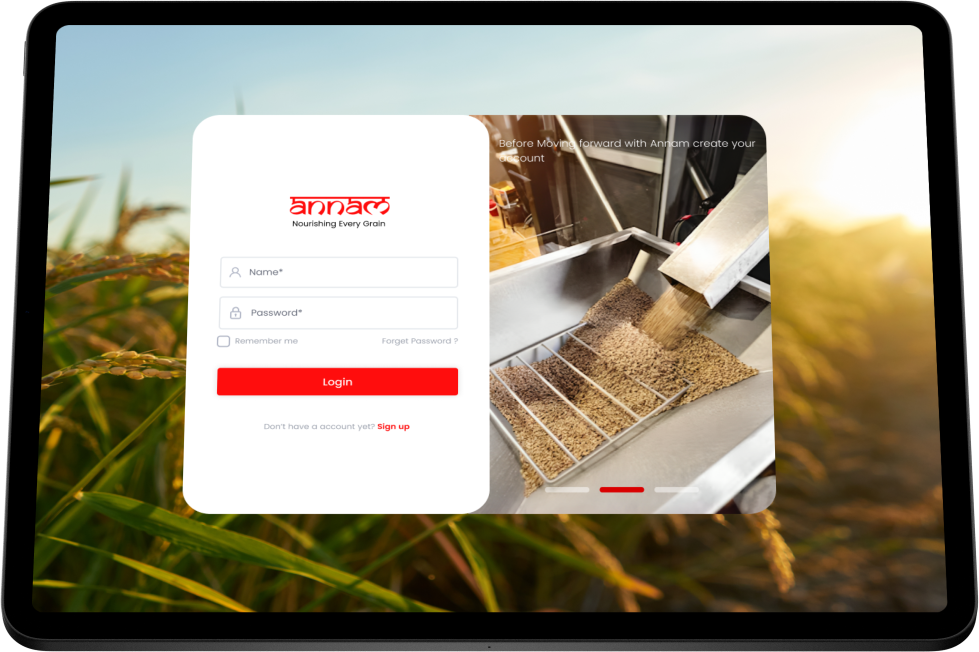 annam
Nourishing Every Grain
Name*
Password*
Remember me
Forget Password ?
Login
Don't have a account yet? Sign up
Before Moving forward with Annam create your
account